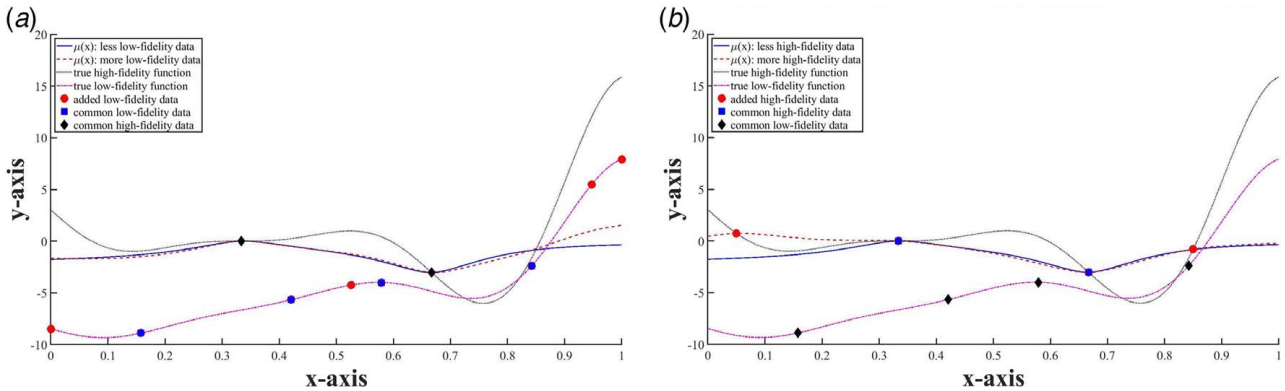 (a)
μ(x): less low-fidelity data
μ(x): more low-fidelity data
true high-fidelity function
true low-fidelity function
added low-fidelity data
common low-fidelity data
common high-fidelity data
20
15
10
5
0
-5
-10
y-axis
0 0.1 0.2 0.3 0.4 0.5 0.6 0.7 0.8 0.9 1
x-axis
(b)
μ(x): less high-fidelity data
μ(x): more high-fidelity data
true high-fidelity function
true low-fidelity function
added high-fidelity data
common high-fidelity data
common low-fidelity data
20
15
10
5
0
-5
-10
y-axis
0 0.1 0.2 0.3 0.4 0.5 0.6 0.7 0.8 0.9 1
x-axis